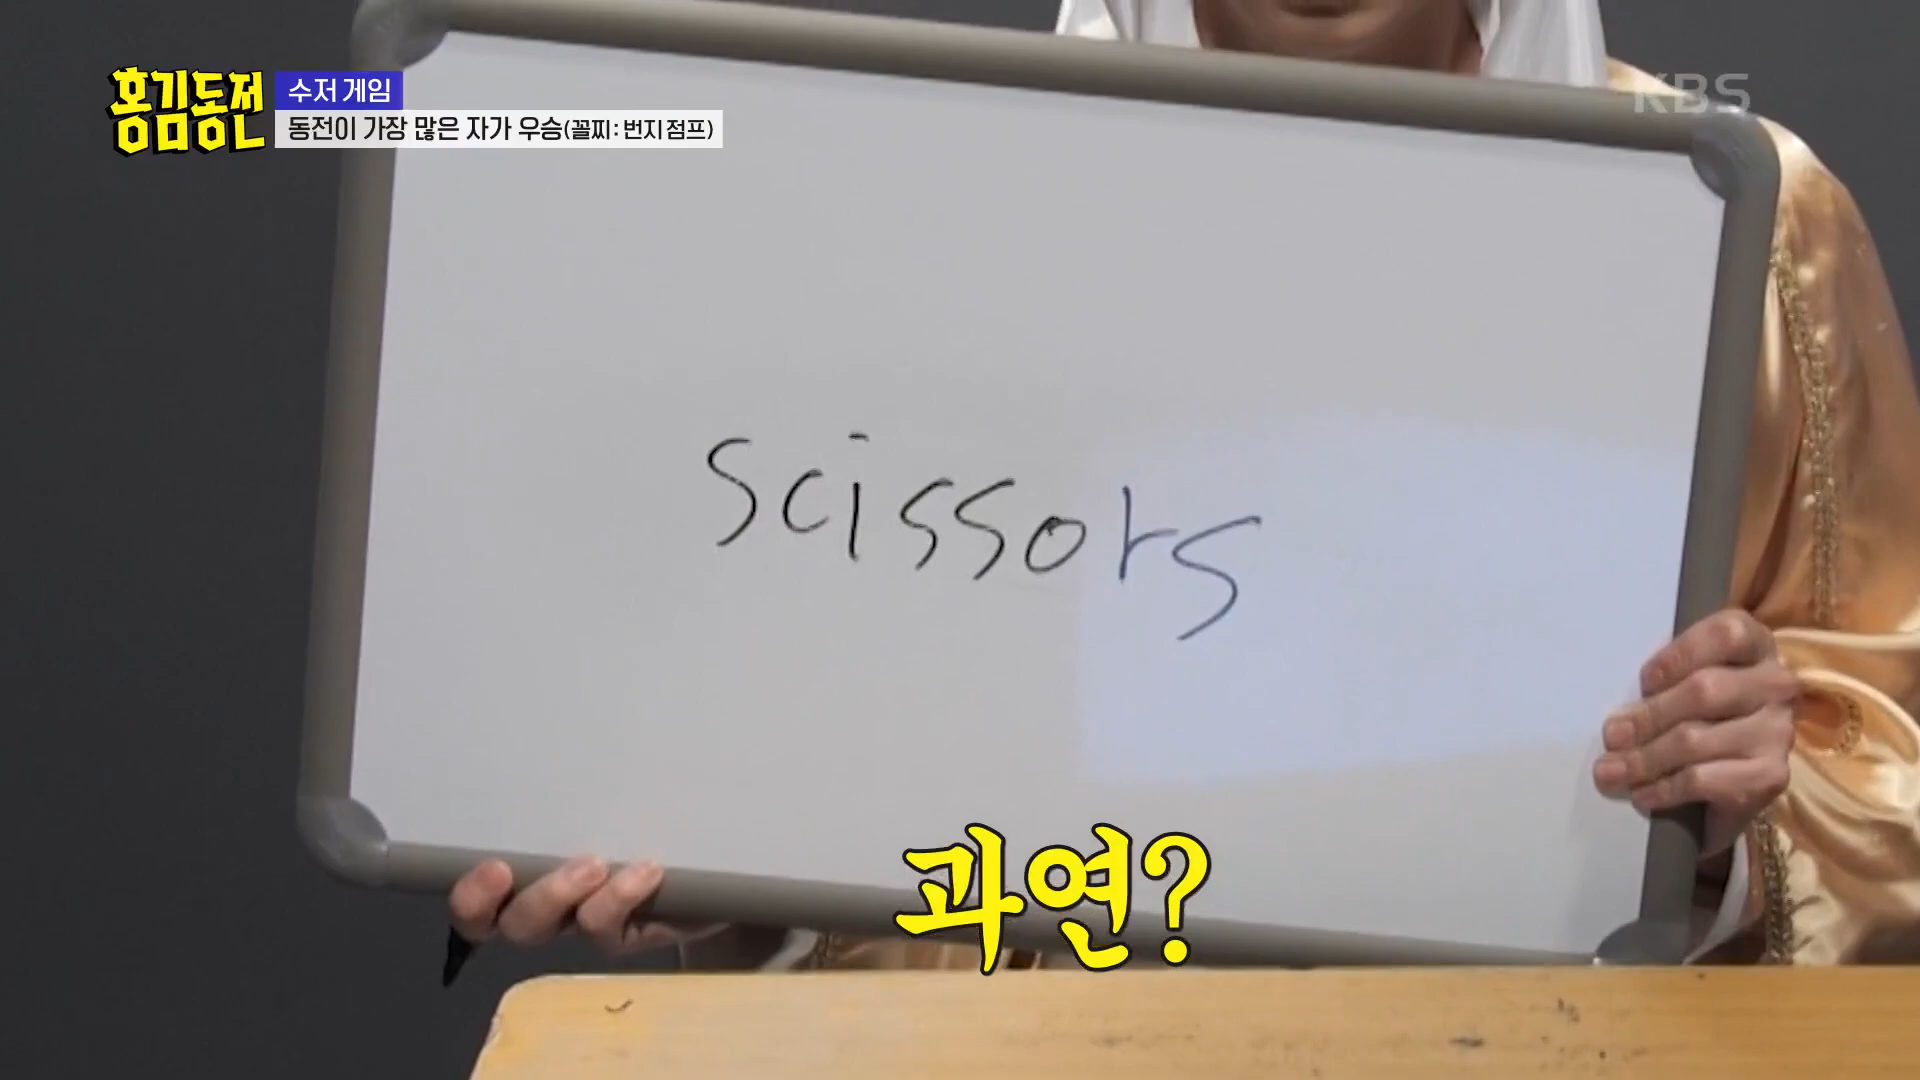 홍김동전
수저 게임
동전이 가장 많은 자가 우승(꼴찌: 번지 점프)
KBS
scissors
과연?